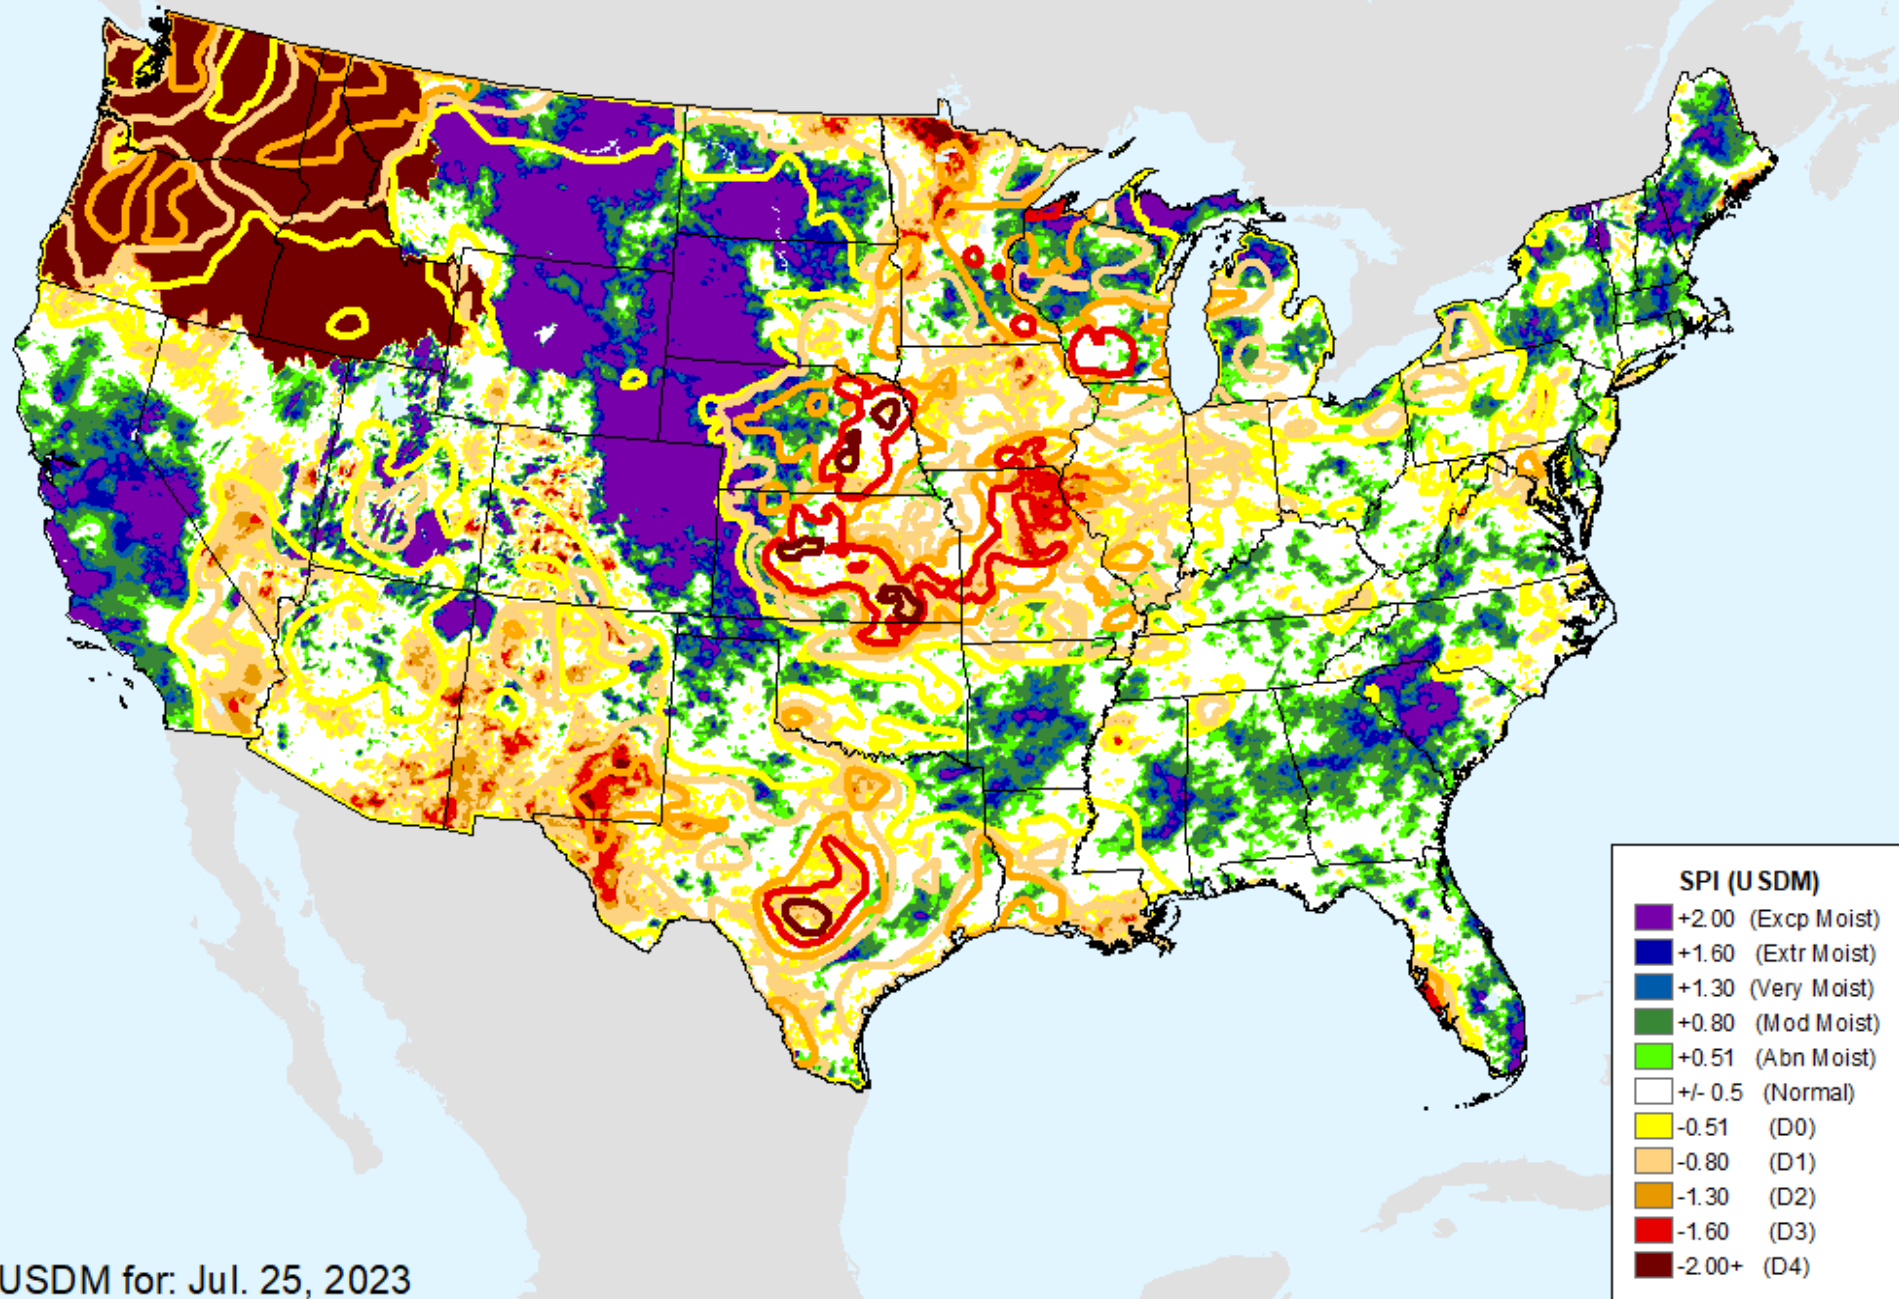 SPI (USDM)
+2.00 (Excp Moist)
+1.60 (Extr Moist)
+1.30 (Very Moist)
+0.80 (Mod Moist)
+0.51 (Abn Moist)
+/- 0.5 (Normal)
-0.51 (D0)
-0.80 (D1)
-1.30 (D2)
-1.60 (D3)
-2.00+ (D4)
USDM for: Jul. 25, 2023